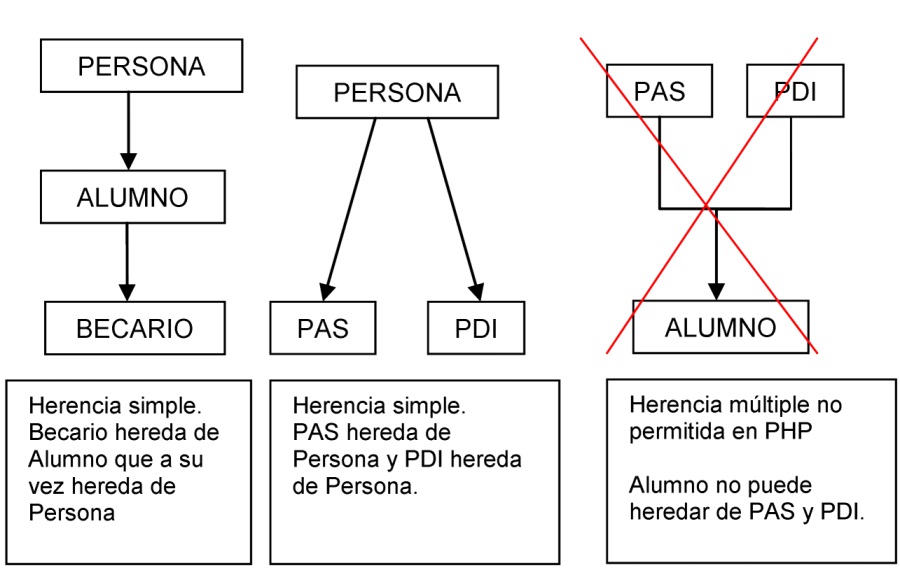 PERSONA
ALUMNO
BECARIO
Herencia simple.
Becario hereda de
Alumno que a su
vez hereda de
Persona
PERSONA
PAS
PDI
Herencia simple.
PAS hereda de
Persona y PDI hereda
de Persona.
PAS
PDI
ALUMNO
Herencia múltiple no
permitida en PHP
Alumno no puede
heredar de PAS y PDI.